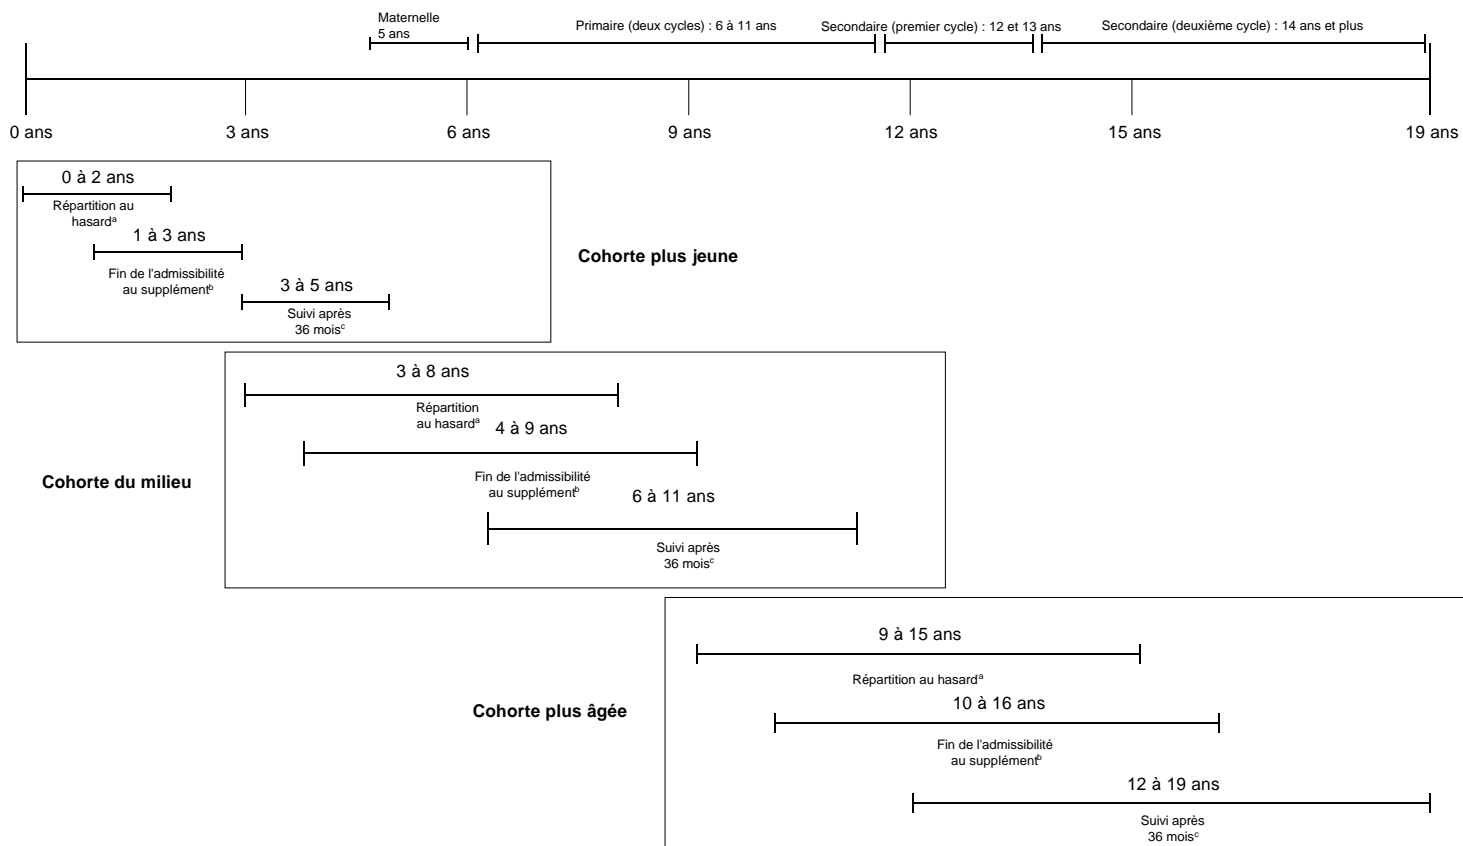 Maternelle
5 ans
Primaire (deux cycles) : 6 à 11 ans
Secondaire (premier cycle) : 12 et 13 ans
Secondaire (deuxième cycle) : 14 ans et plus
0 ans
3 ans
6 ans
9 ans
12 ans
15 ans
19 ans
0 à 2 ans
Répartition au
hasardᵃ
1 à 3 ans
Fin de l'admissibilité
au supplémentᵇ
3 à 5 ans
Suivi après
36 moisᶜ
Cohorte plus jeune
3 à 8 ans
Répartition
au hasardᵃ
4 à 9 ans
Fin de l'admissibilité
au supplémentᵇ
6 à 11 ans
Suivi après
36 moisᶜ
Cohorte du milieu
9 à 15 ans
Répartition au hasardᵃ
10 à 16 ans
Fin de l'admissibilité
au supplémentᵇ
12 à 19 ans
Suivi après
36 moisᶜ
Cohorte plus âgée